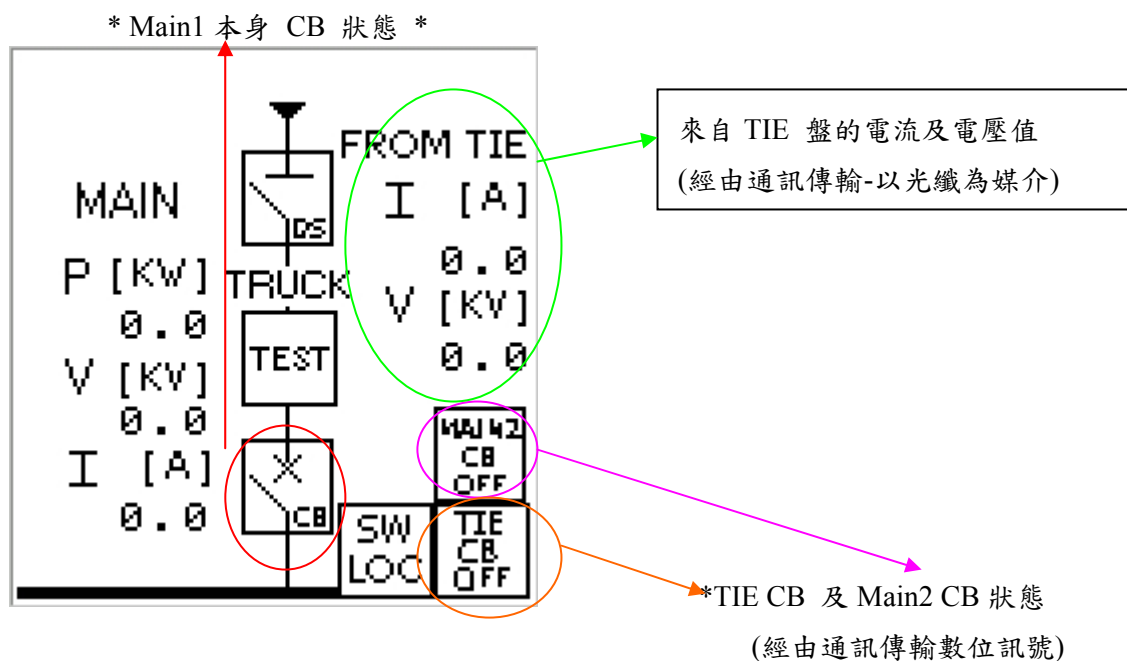 * Main1 本身 CB 狀態 *
FROM TIE
I [A]
0.0
V [KV]
0.0
來自 TIE 盤的電流及電壓值
(經由通訊傳輸-以光纖為媒介)
MAIN
P [KW]
0.0
V [KV]
0.0
I [A]
0.0
DS
TRUCK
TEST
CB
SW
LOC
MAIN2
CB
OFF
TIE
CB
OFF
*TIE CB 及 Main2 CB 狀態
(經由通訊傳輸數位訊號)